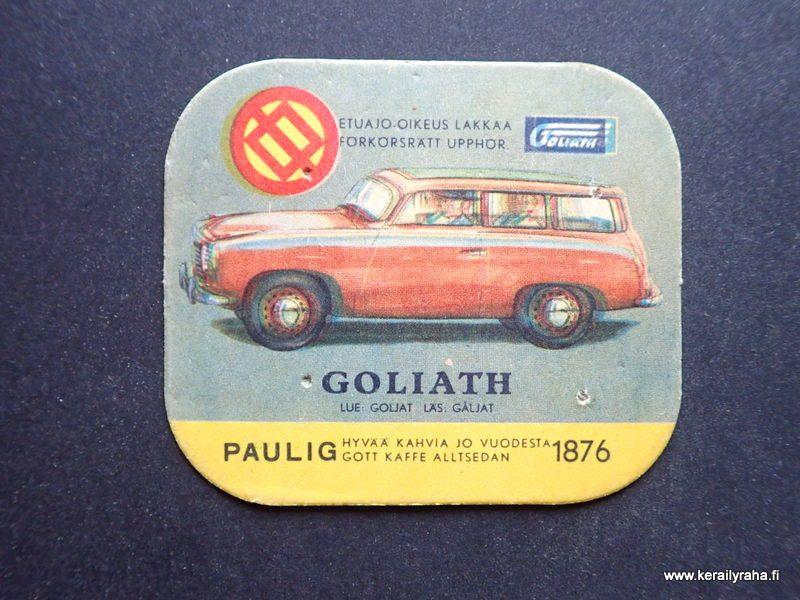 ETUAJO-OIKEUS LAKKAA
FÖRKÖRSRÄTT UPPHÖR.
Goliath
GOLIATH
LUE: GOLJAT LÄS: GÅLJAT
PAULIG HYVÄÄ KAHVIA JO VUODESTA 1876
GOTT KAFFE ALLTSEDAN
www.kerailyraha.fi